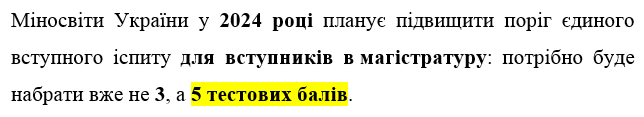 Міносвіти України у 2024 році планує підвищити поріг єдиного
вступного іспиту для вступників в магістратуру: потрібно буде
набрати вже не 3, а 5 тестових балів.